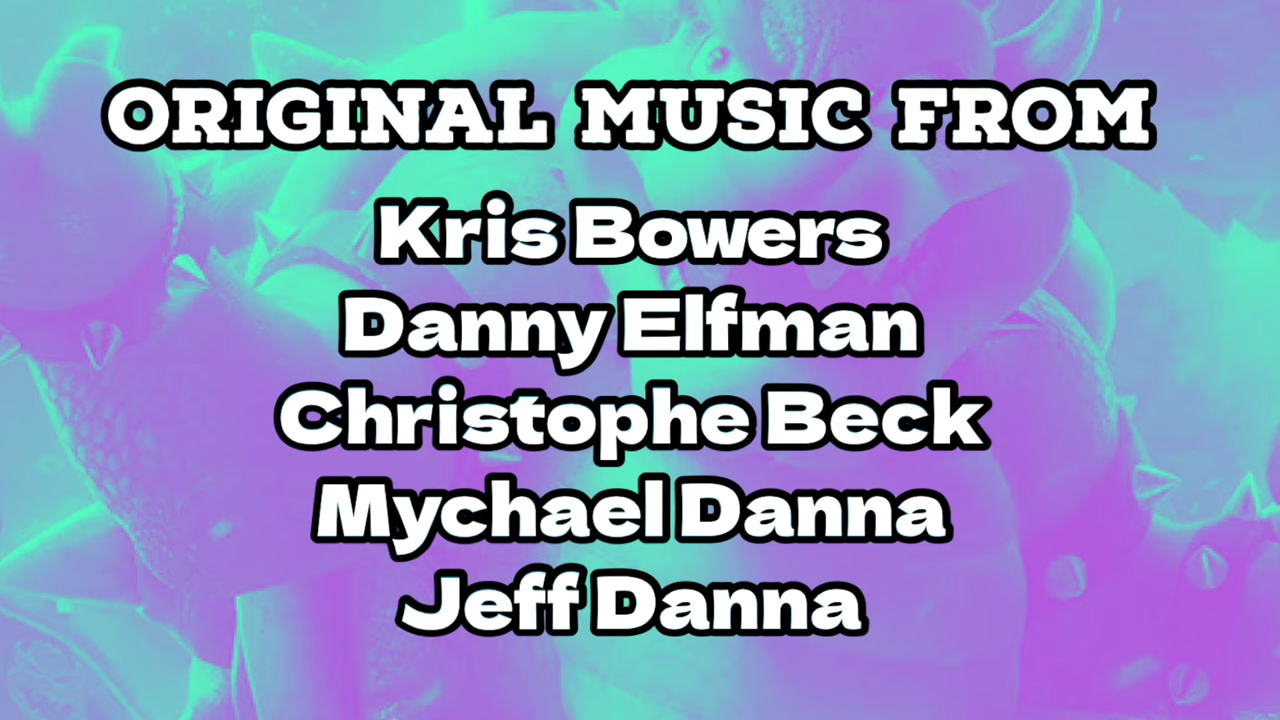 ORIGINAL MUSIC FROM
Kris Bowers
Danny Elfman
Christophe Beck
Mychael Danna
Jeff Danna